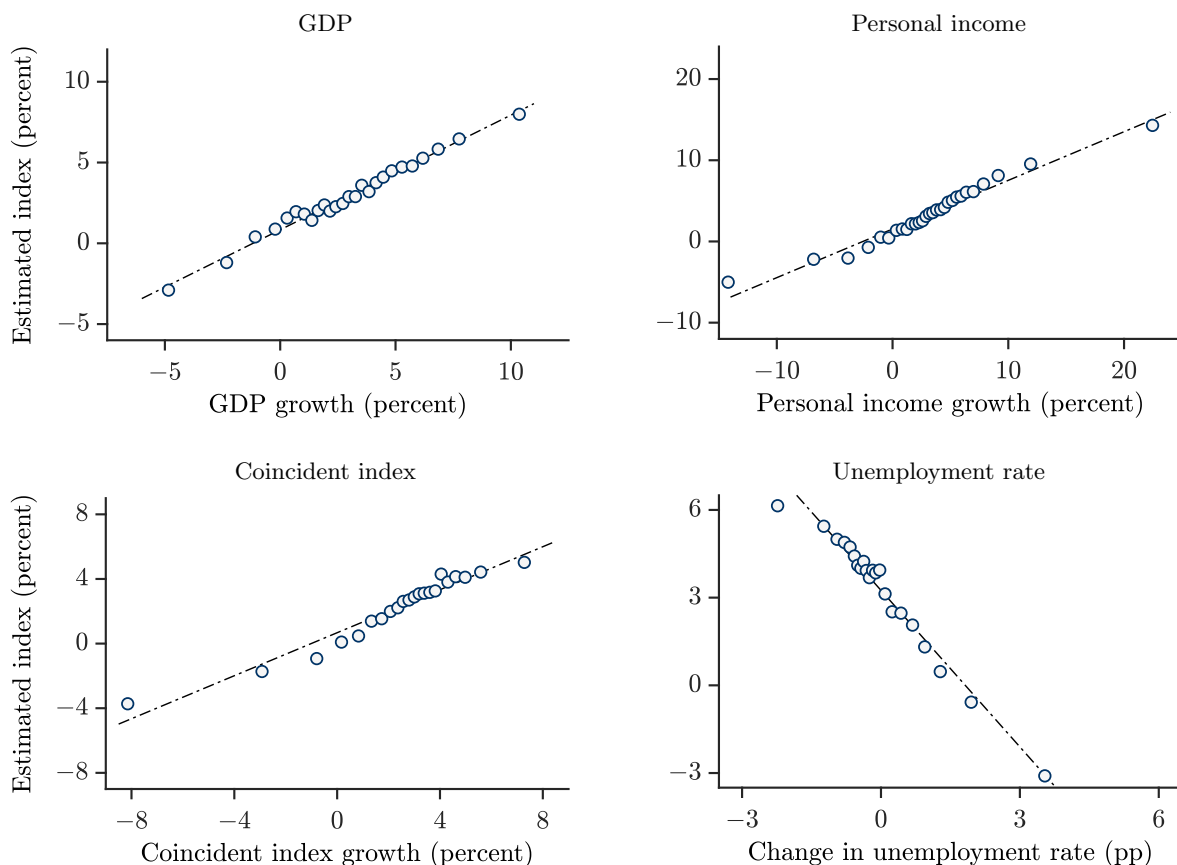 GDP
Estimated index (percent)
10
5
0
−5
−5 0 5 10
GDP growth (percent)
Personal income
20
10
0
−10
−10 0 10 20
Personal income growth (percent)
Coincident index
Estimated index (percent)
8
4
0
−4
−8
−8 −4 0 4 8
Coincident index growth (percent)
Unemployment rate
6
3
0
−3
−3 0 3 6
Change in unemployment rate (pp)